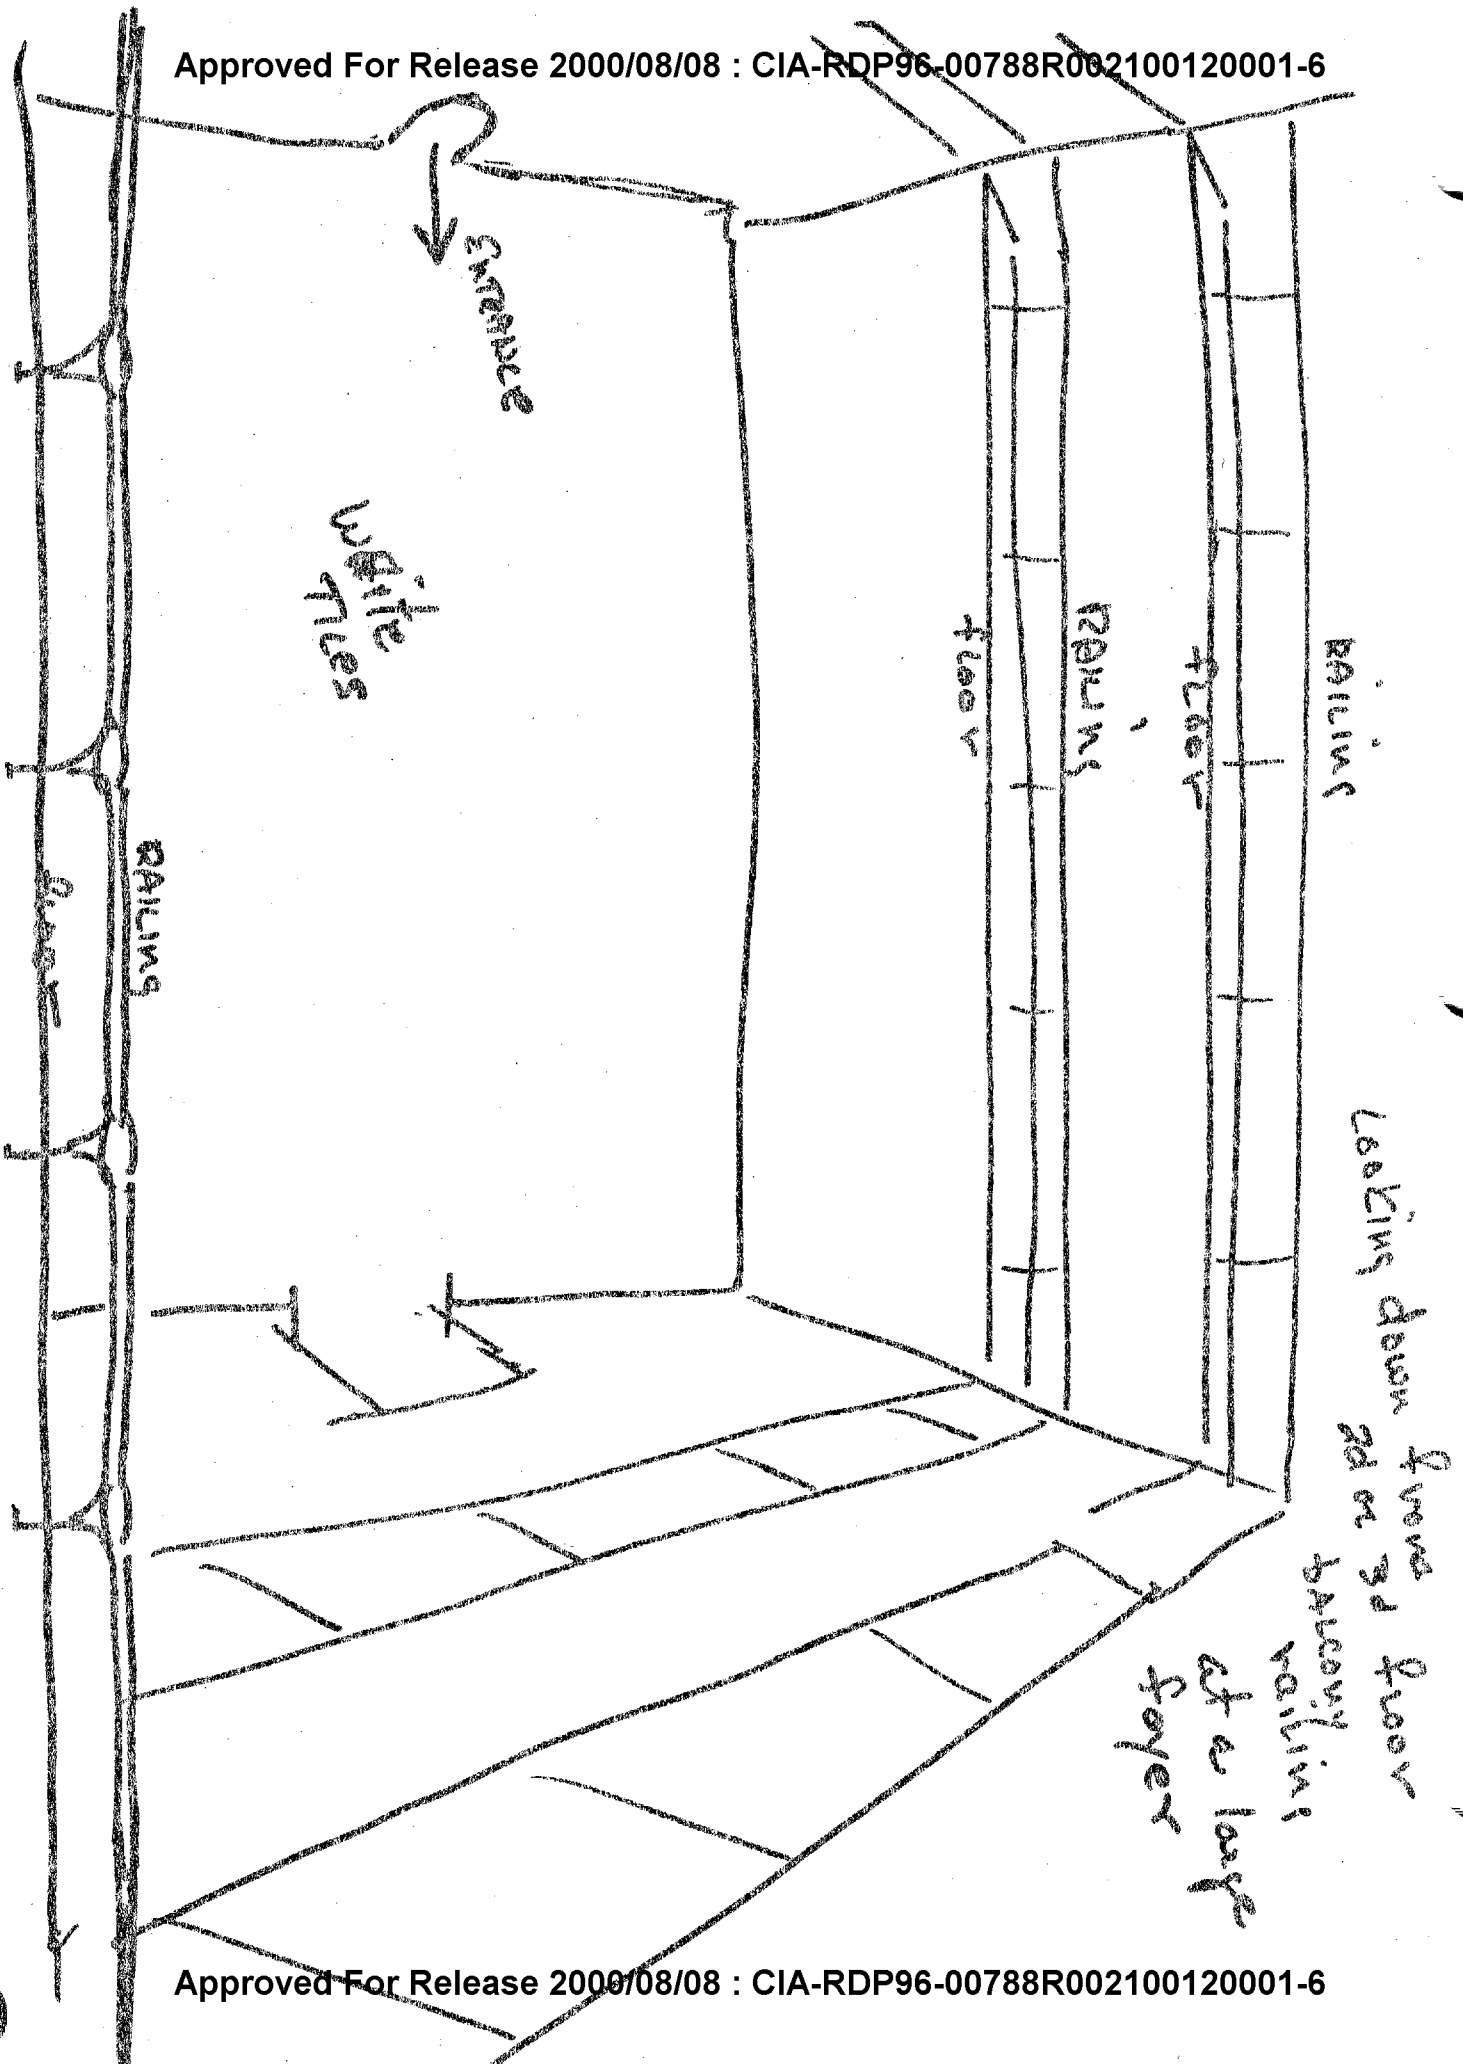 Approved For Release 2000/08/08 : CIA-RDP96-00788R002100120001-6
Looking down from
2d or 3d floor
BALCONY
railing
at a large
foyer
RAILING
floor
RAILING
floor
ENTRANCE
WHite
TILES
RAILING
Approved For Release 2000/08/08 : CIA-RDP96-00788R002100120001-6